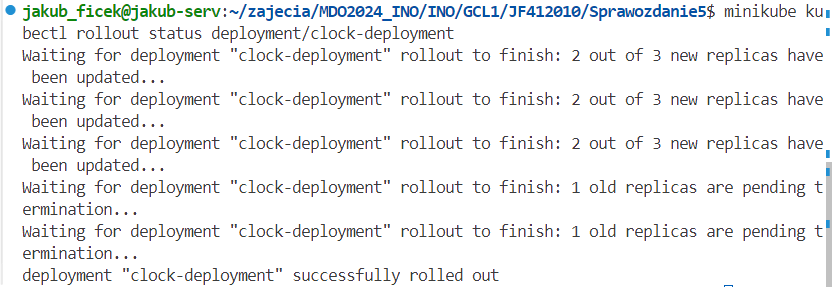 jakub_ficek@jakub-serv:~/zajecia/MDO2024_INO/INO/GCL1/JF412010/Sprawozdanie5$ minikube ku
bectl rollout status deployment/clock-deployment
Waiting for deployment "clock-deployment" rollout to finish: 2 out of 3 new replicas have
 been updated...
Waiting for deployment "clock-deployment" rollout to finish: 2 out of 3 new replicas have
 been updated...
Waiting for deployment "clock-deployment" rollout to finish: 2 out of 3 new replicas have
 been updated...
Waiting for deployment "clock-deployment" rollout to finish: 1 old replicas are pending t
ermination...
Waiting for deployment "clock-deployment" rollout to finish: 1 old replicas are pending t
ermination...
deployment "clock-deployment" successfully rolled out